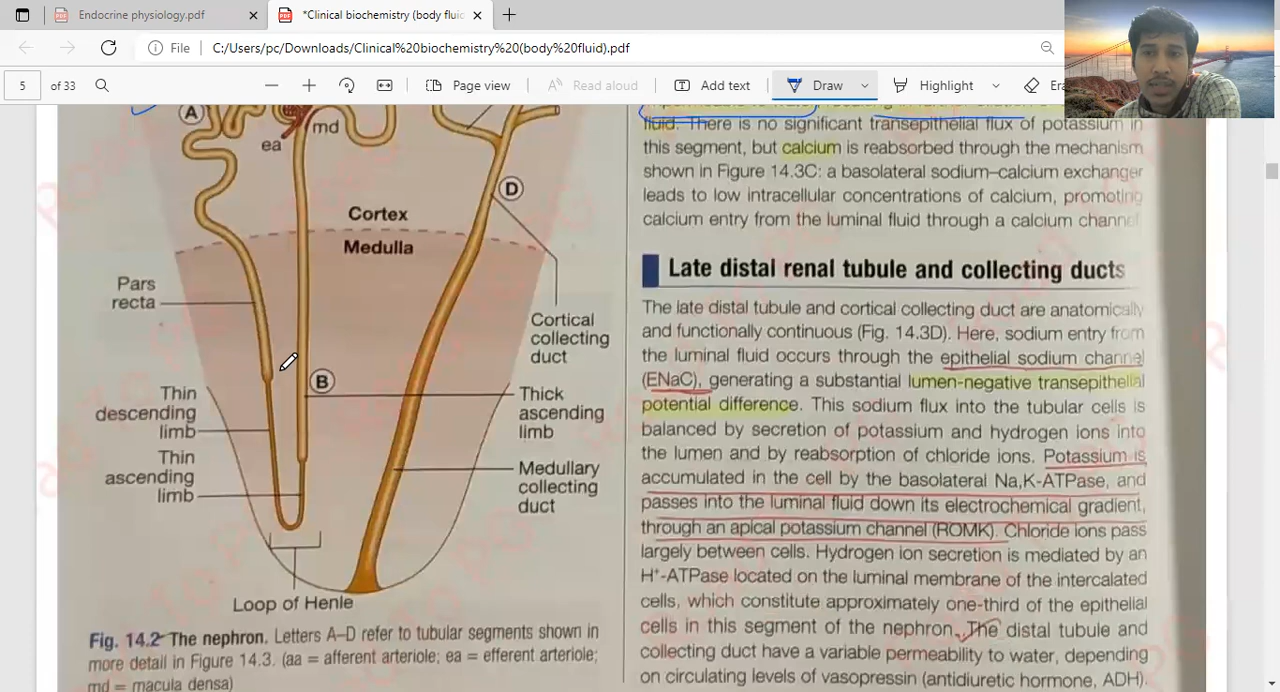 Endocrine physiology.pdf
*Clinical biochemistry (body fluid
File
C:/Users/pc/Downloads/Clinical%20biochemistry%20(body%20fluid).pdf
5 of 33
Page view
Read aloud
Add text
Draw
Highlight
A
md
ea
D
Cortex
Medulla
Pars
recta
Cortical
collecting
duct
B
Thin
descending
limb
Thick
ascending
limb
Thin
ascending
limb
Medullary
collecting
duct
Loop of Henle
Fig. 14.2 The nephron. Letters A–D refer to tubular segments shown in
more detail in Figure 14.3. (aa = afferent arteriole; ea = efferent arteriole;
md = macula densa)
fluid. There is no significant transepithelial flux of potassium in
this segment, but calcium is reabsorbed through the mechanism
shown in Figure 14.3C: a basolateral sodium–calcium exchanger
leads to low intracellular concentrations of calcium, promoting
calcium entry from the luminal fluid through a calcium channel
Late distal renal tubule and collecting ducts
The late distal tubule and cortical collecting duct are anatomically
and functionally continuous (Fig. 14.3D). Here, sodium entry from
the luminal fluid occurs through the epithelial sodium channel
(ENaC), generating a substantial lumen-negative transepithelial
potential difference. This sodium flux into the tubular cells is
balanced by secretion of potassium and hydrogen ions into
the lumen and by reabsorption of chloride ions. Potassium is
accumulated in the cell by the basolateral Na,K-ATPase, and
passes into the luminal fluid down its electrochemical gradient,
through an apical potassium channel (ROMK). Chloride ions pass
largely between cells. Hydrogen ion secretion is mediated by an
H⁺-ATPase located on the luminal membrane of the intercalated
cells, which constitute approximately one-third of the epithelial
cells in this segment of the nephron. The distal tubule and
collecting duct have a variable permeability to water, depending
on circulating levels of vasopressin (antidiuretic hormone, ADH).